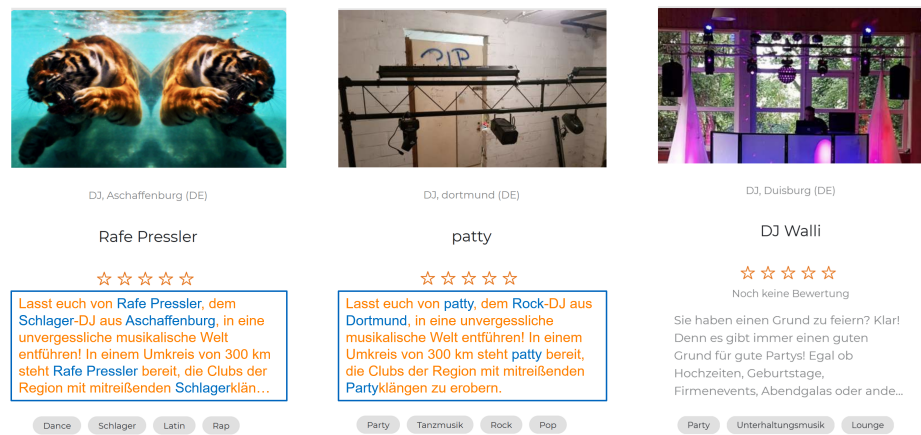 DJ, Aschaffenburg (DE)
Rafe Pressler
Lasst euch von Rafe Pressler, dem
Schlager-DJ aus Aschaffenburg, in eine
unvergessliche musikalische Welt
entführen! In einem Umkreis von 300 km
steht Rafe Pressler bereit, die Clubs der
Region mit mitreißenden Schlagerklän...
Dance Schlager Latin Rap
DJ, dortmund (DE)
patty
Lasst euch von patty, dem Rock-DJ aus
Dortmund, in eine unvergessliche
musikalische Welt entführen! In einem
Umkreis von 300 km steht patty bereit,
die Clubs der Region mit mitreißenden
Partyklängen zu erobern.
Party Tanzmusik Rock Pop
DJ, Duisburg (DE)
DJ Walli
Noch keine Bewertung
Sie haben einen Grund zu feiern? Klar!
Denn es gibt immer einen guten
Grund für gute Partys! Egal ob
Hochzeiten, Geburtstage,
Firmenevents, Abendgalas oder ande...
Party Unterhaltungsmusik Lounge